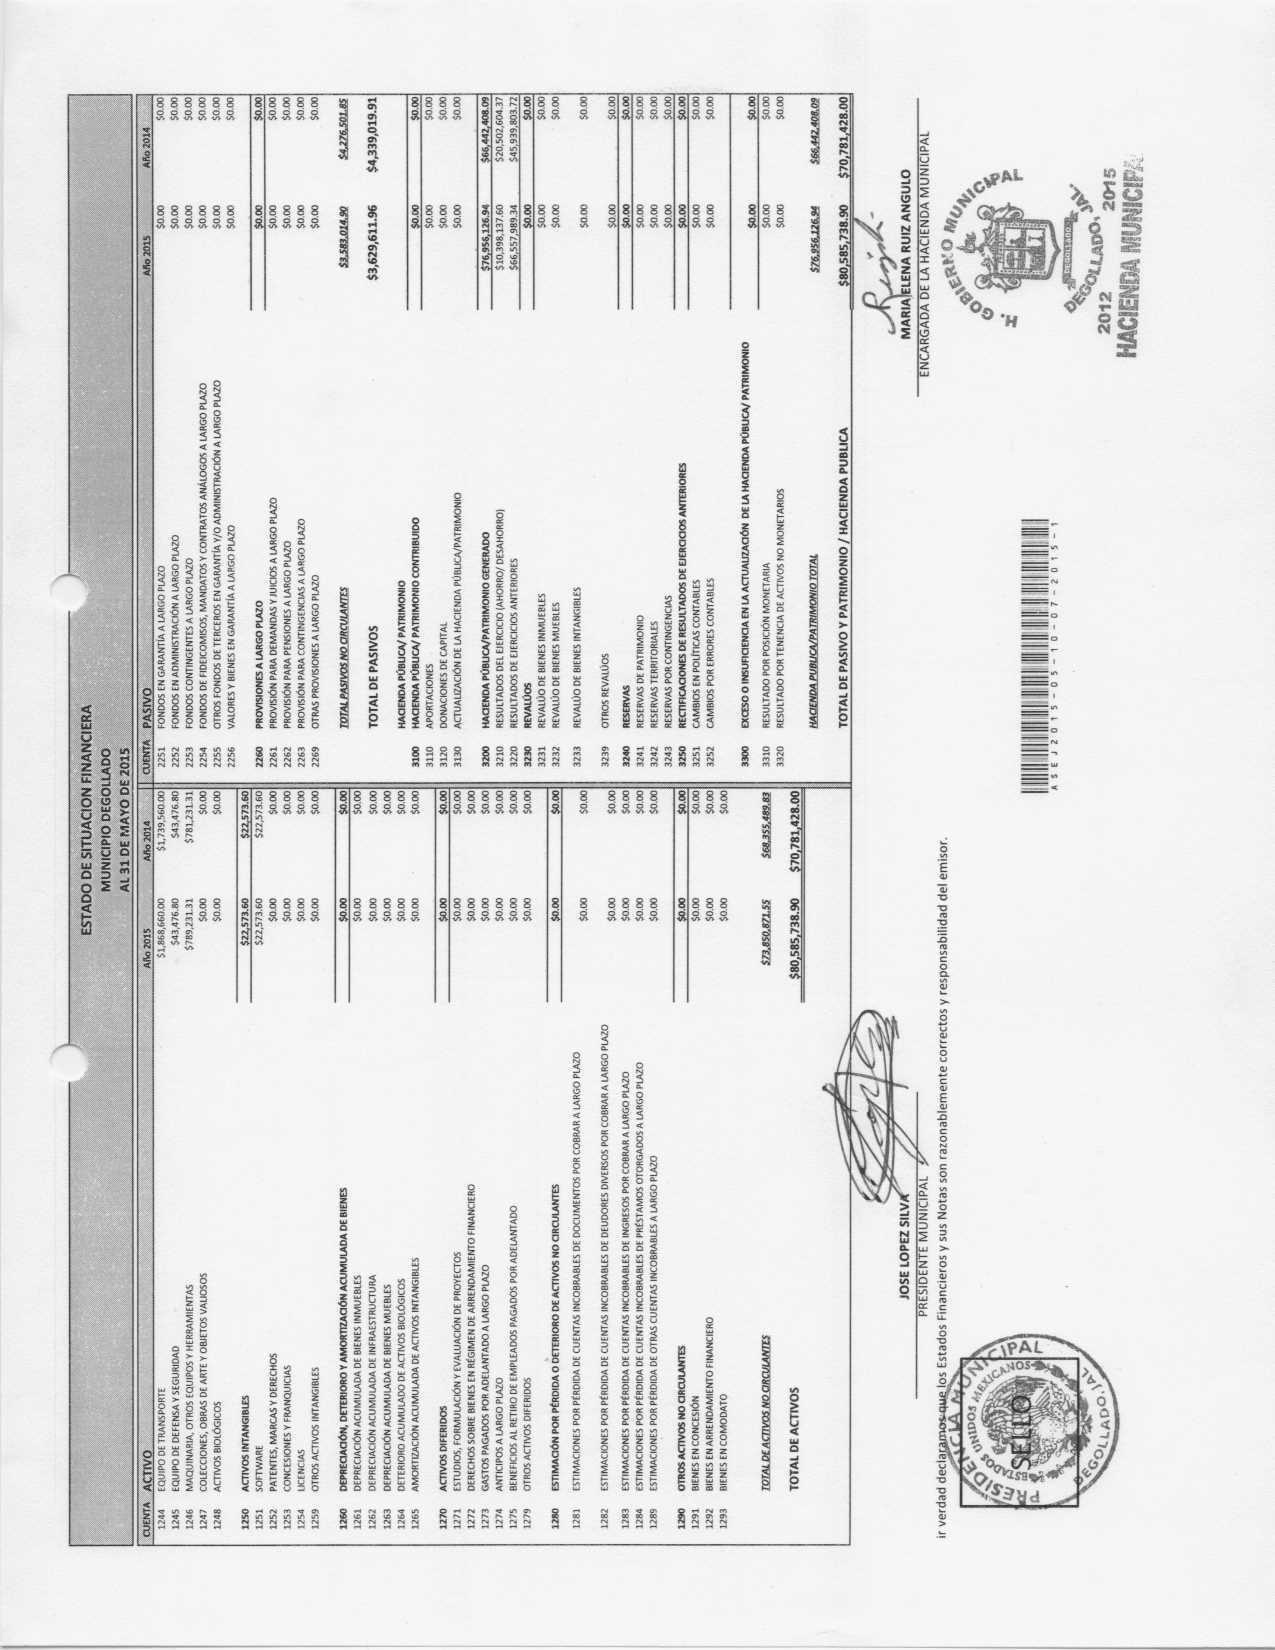 ESTADO DE SITUACION FINANCIERA
MUNICIPIO DEGOLLADO
AL 31 DE MAYO DE 2015
CUENTA ACTIVO Año 2015 Año 2014
1244 EQUIPO DE TRANSPORTE $1,868,660.00 $1,739,560.00
1245 EQUIPO DE DEFENSA Y SEGURIDAD $43,476.80 $43,476.80
1246 MAQUINARIA, OTROS EQUIPOS Y HERRAMIENTAS $789,231.31 $781,231.31
1247 COLECCIONES, OBRAS DE ARTE Y OBJETOS VALIOSOS $0.00 $0.00
1248 ACTIVOS BIOLÓGICOS $0.00 $0.00
1250 ACTIVOS INTANGIBLES $22,573.60 $22,573.60
1251 SOFTWARE $22,573.60 $22,573.60
1252 PATENTES, MARCAS Y DERECHOS $0.00 $0.00
1253 CONCESIONES Y FRANQUICIAS $0.00 $0.00
1254 LICENCIAS $0.00 $0.00
1259 OTROS ACTIVOS INTANGIBLES $0.00 $0.00
1260 DEPRECIACIÓN, DETERIORO Y AMORTIZACIÓN ACUMULADA DE BIENES $0.00 $0.00
1261 DEPRECIACIÓN ACUMULADA DE BIENES INMUEBLES $0.00 $0.00
1262 DEPRECIACIÓN ACUMULADA DE INFRAESTRUCTURA $0.00 $0.00
1263 DEPRECIACIÓN ACUMULADA DE BIENES MUEBLES $0.00 $0.00
1264 DETERIORO ACUMULADO DE ACTIVOS BIOLÓGICOS $0.00 $0.00
1265 AMORTIZACIÓN ACUMULADA DE ACTIVOS INTANGIBLES $0.00 $0.00
1270 ACTIVOS DIFERIDOS $0.00 $0.00
1271 ESTUDIOS, FORMULACIÓN Y EVALUACIÓN DE PROYECTOS $0.00 $0.00
1272 DERECHOS SOBRE BIENES EN RÉGIMEN DE ARRENDAMIENTO FINANCIERO $0.00 $0.00
1273 GASTOS PAGADOS POR ADELANTADO A LARGO PLAZO $0.00 $0.00
1274 ANTICIPOS A LARGO PLAZO $0.00 $0.00
1275 BENEFICIOS AL RETIRO DE EMPLEADOS PAGADOS POR ADELANTADO $0.00 $0.00
1279 OTROS ACTIVOS DIFERIDOS $0.00 $0.00
1280 ESTIMACIÓN POR PÉRDIDA O DETERIORO DE ACTIVOS NO CIRCULANTES $0.00 $0.00
1281 ESTIMACIONES POR PÉRDIDA DE CUENTAS INCOBRABLES DE DOCUMENTOS POR COBRAR A LARGO PLAZO $0.00 $0.00
1282 ESTIMACIONES POR PÉRDIDA DE CUENTAS INCOBRABLES DE DEUDORES DIVERSOS POR COBRAR A LARGO PLAZO $0.00 $0.00
1283 ESTIMACIONES POR PÉRDIDA DE CUENTAS INCOBRABLES DE INGRESOS POR COBRAR A LARGO PLAZO $0.00 $0.00
1284 ESTIMACIONES POR PÉRDIDA DE CUENTAS INCOBRABLES DE PRÉSTAMOS OTORGADOS A LARGO PLAZO $0.00 $0.00
1289 ESTIMACIONES POR PÉRDIDA DE OTRAS CUENTAS INCOBRABLES A LARGO PLAZO $0.00 $0.00
1290 OTROS ACTIVOS NO CIRCULANTES $0.00 $0.00
1291 BIENES EN CONCESIÓN $0.00 $0.00
1292 BIENES EN ARRENDAMIENTO FINANCIERO $0.00 $0.00
1293 BIENES EN COMODATO $0.00 $0.00
TOTAL DE ACTIVOS NO CIRCULANTES $73,850,871.55 $68,355,489.83
TOTAL DE ACTIVOS $80,585,738.90 $70,781,428.00
CUENTA PASIVO Año 2015 Año 2014
2251 FONDOS EN GARANTÍA A LARGO PLAZO $0.00 $0.00
2252 FONDOS EN ADMINISTRACIÓN A LARGO PLAZO $0.00 $0.00
2253 FONDOS CONTINGENTES A LARGO PLAZO $0.00 $0.00
2254 FONDOS DE FIDEICOMISOS, MANDATOS Y CONTRATOS ANÁLOGOS A LARGO PLAZO $0.00 $0.00
2255 OTROS FONDOS DE TERCEROS EN GARANTÍA Y/O ADMINISTRACIÓN A LARGO PLAZO $0.00 $0.00
2256 VALORES Y BIENES EN GARANTÍA A LARGO PLAZO $0.00 $0.00
2260 PROVISIONES A LARGO PLAZO $0.00 $0.00
2261 PROVISIÓN PARA DEMANDAS Y JUICIOS A LARGO PLAZO $0.00 $0.00
2262 PROVISIÓN PARA PENSIONES A LARGO PLAZO $0.00 $0.00
2263 PROVISIÓN PARA CONTINGENCIAS A LARGO PLAZO $0.00 $0.00
2269 OTRAS PROVISIONES A LARGO PLAZO $0.00 $0.00
TOTAL PASIVOS NO CIRCULANTES $3,583,014.90 $4,276,501.85
TOTAL DE PASIVOS $3,629,611.96 $4,339,019.91
HACIENDA PÚBLICA/ PATRIMONIO
3100 HACIENDA PÚBLICA/ PATRIMONIO CONTRIBUIDO $0.00 $0.00
3110 APORTACIONES $0.00 $0.00
3120 DONACIONES DE CAPITAL $0.00 $0.00
3130 ACTUALIZACIÓN DE LA HACIENDA PÚBLICA/PATRIMONIO $0.00 $0.00
3200 HACIENDA PÚBLICA/PATRIMONIO GENERADO $76,956,126.94 $66,442,408.09
3210 RESULTADOS DEL EJERCICIO (AHORRO/ DESAHORRO) $10,398,137.60 $20,502,604.37
3220 RESULTADOS DE EJERCICIOS ANTERIORES $66,557,989.34 $45,939,803.72
3230 REVALÚOS $0.00 $0.00
3231 REVALÚO DE BIENES INMUEBLES $0.00 $0.00
3232 REVALÚO DE BIENES MUEBLES $0.00 $0.00
3233 REVALÚO DE BIENES INTANGIBLES $0.00 $0.00
3239 OTROS REVALÚOS $0.00 $0.00
3240 RESERVAS $0.00 $0.00
3241 RESERVAS DE PATRIMONIO $0.00 $0.00
3242 RESERVAS TERRITORIALES $0.00 $0.00
3243 RESERVAS POR CONTINGENCIAS $0.00 $0.00
3250 RECTIFICACIONES DE RESULTADOS DE EJERCICIOS ANTERIORES $0.00 $0.00
3251 CAMBIOS EN POLÍTICAS CONTABLES $0.00 $0.00
3252 CAMBIOS POR ERRORES CONTABLES $0.00 $0.00
3300 EXCESO O INSUFICIENCIA EN LA ACTUALIZACIÓN DE LA HACIENDA PÚBLICA/ PATRIMONIO $0.00 $0.00
3310 RESULTADO POR POSICIÓN MONETARIA $0.00 $0.00
3320 RESULTADO POR TENENCIA DE ACTIVOS NO MONETARIOS $0.00 $0.00
HACIENDA PUBLICA/PATRIMONIO TOTAL $76,956,126.94 $66,442,408.09
TOTAL DE PASIVO Y PATRIMONIO / HACIENDA PUBLICA $80,585,738.90 $70,781,428.00
JOSE LOPEZ SILVA
PRESIDENTE MUNICIPAL
MARIA ELENA RUIZ ANGULO
ENCARGADA DE LA HACIENDA MUNICIPAL
ir verdad declaramos que los Estados Financieros y sus Notas son razonablemente correctos y responsabilidad del emisor.
PRESIDENCIA MUNICIPAL
ESTADOS UNIDOS MEXICANOS
SELLO
DEGOLLADO, JAL.
ASEJ2015-05-10-07-2015-1
H. GOBIERNO MUNICIPAL
DEGOLLADO
DEGOLLADO, JAL.
2012 2015
HACIENDA MUNICIPA